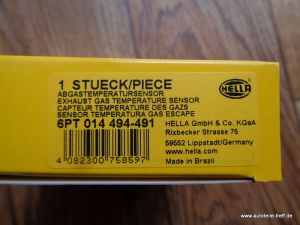 HELLA
1 STUECK/PIECE
ABGASTEMPERATURSENSOR
EXHAUST GAS TEMPERATURE SENSOR
CAPTEUR TEMPERATURE DES GAZS
SENSOR TEMPERATURA GAS ESCAPE
6PT 014 494-491
HELLA GmbH & Co. KGaA
Rixbecker Strasse 75
59552 Lippstadt/Germany
www.hella.com
Made in Brazil
4 082300 758597
© www.autoteile-treff.de